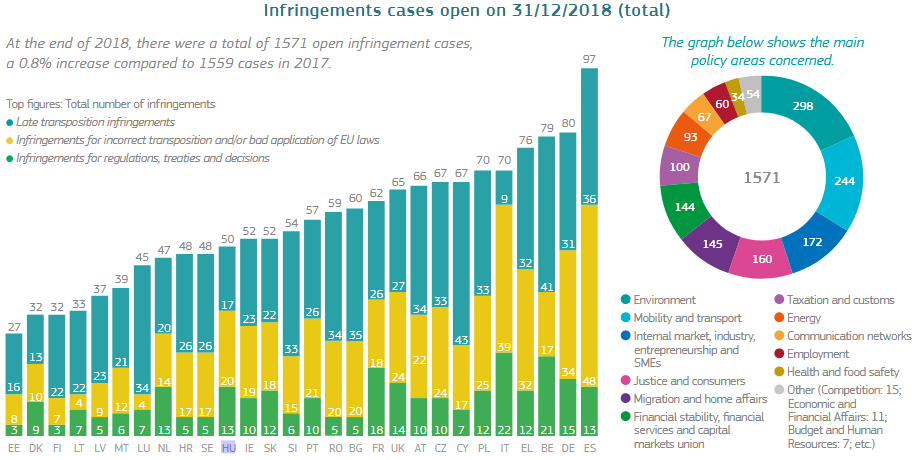 Infringements cases open on 31/12/2018 (total)
At the end of 2018, there were a total of 1571 open infringement cases,
a 0.8% increase compared to 1559 cases in 2017.
Top figures: Total number of infringements
Late transposition infringements
Infringements for incorrect transposition and/or bad application of EU laws
Infringements for regulations, treaties and decisions
27 32 32 33 37 39 45 47 48 48 50 52 52 54 57 59 60 62 65 66 67 67 70 70 76 79 80 97
16 13 22 22 23 21 34 20 26 26 17 23 22 33 26 34 35 26 27 34 33 43 33 9 32 41 31 36
8 10 7 4 9 12 4 14 17 17 20 19 18 15 21 20 20 18 24 22 24 17 25 39 32 17 34 48
3 9 3 7 5 6 7 13 5 5 13 10 12 6 10 5 5 18 14 10 10 7 12 22 12 21 15 13
EE DK FI LT LV MT LU NL HR SE HU IE SK SI PT RO BG FR UK AT CZ CY PL IT EL BE DE ES
The graph below shows the main
policy areas concerned.
298
244
172
160
145
144
100
93
67
60
34
54
1571
Environment
Mobility and transport
Internal market, industry,
entrepreneurship and
SMEs
Justice and consumers
Migration and home affairs
Financial stability, financial
services and capital
markets union
Taxation and customs
Energy
Communication networks
Employment
Health and food safety
Other (Competition: 15;
Economic and
Financial Affairs: 11;
Budget and Human
Resources: 7; etc.)